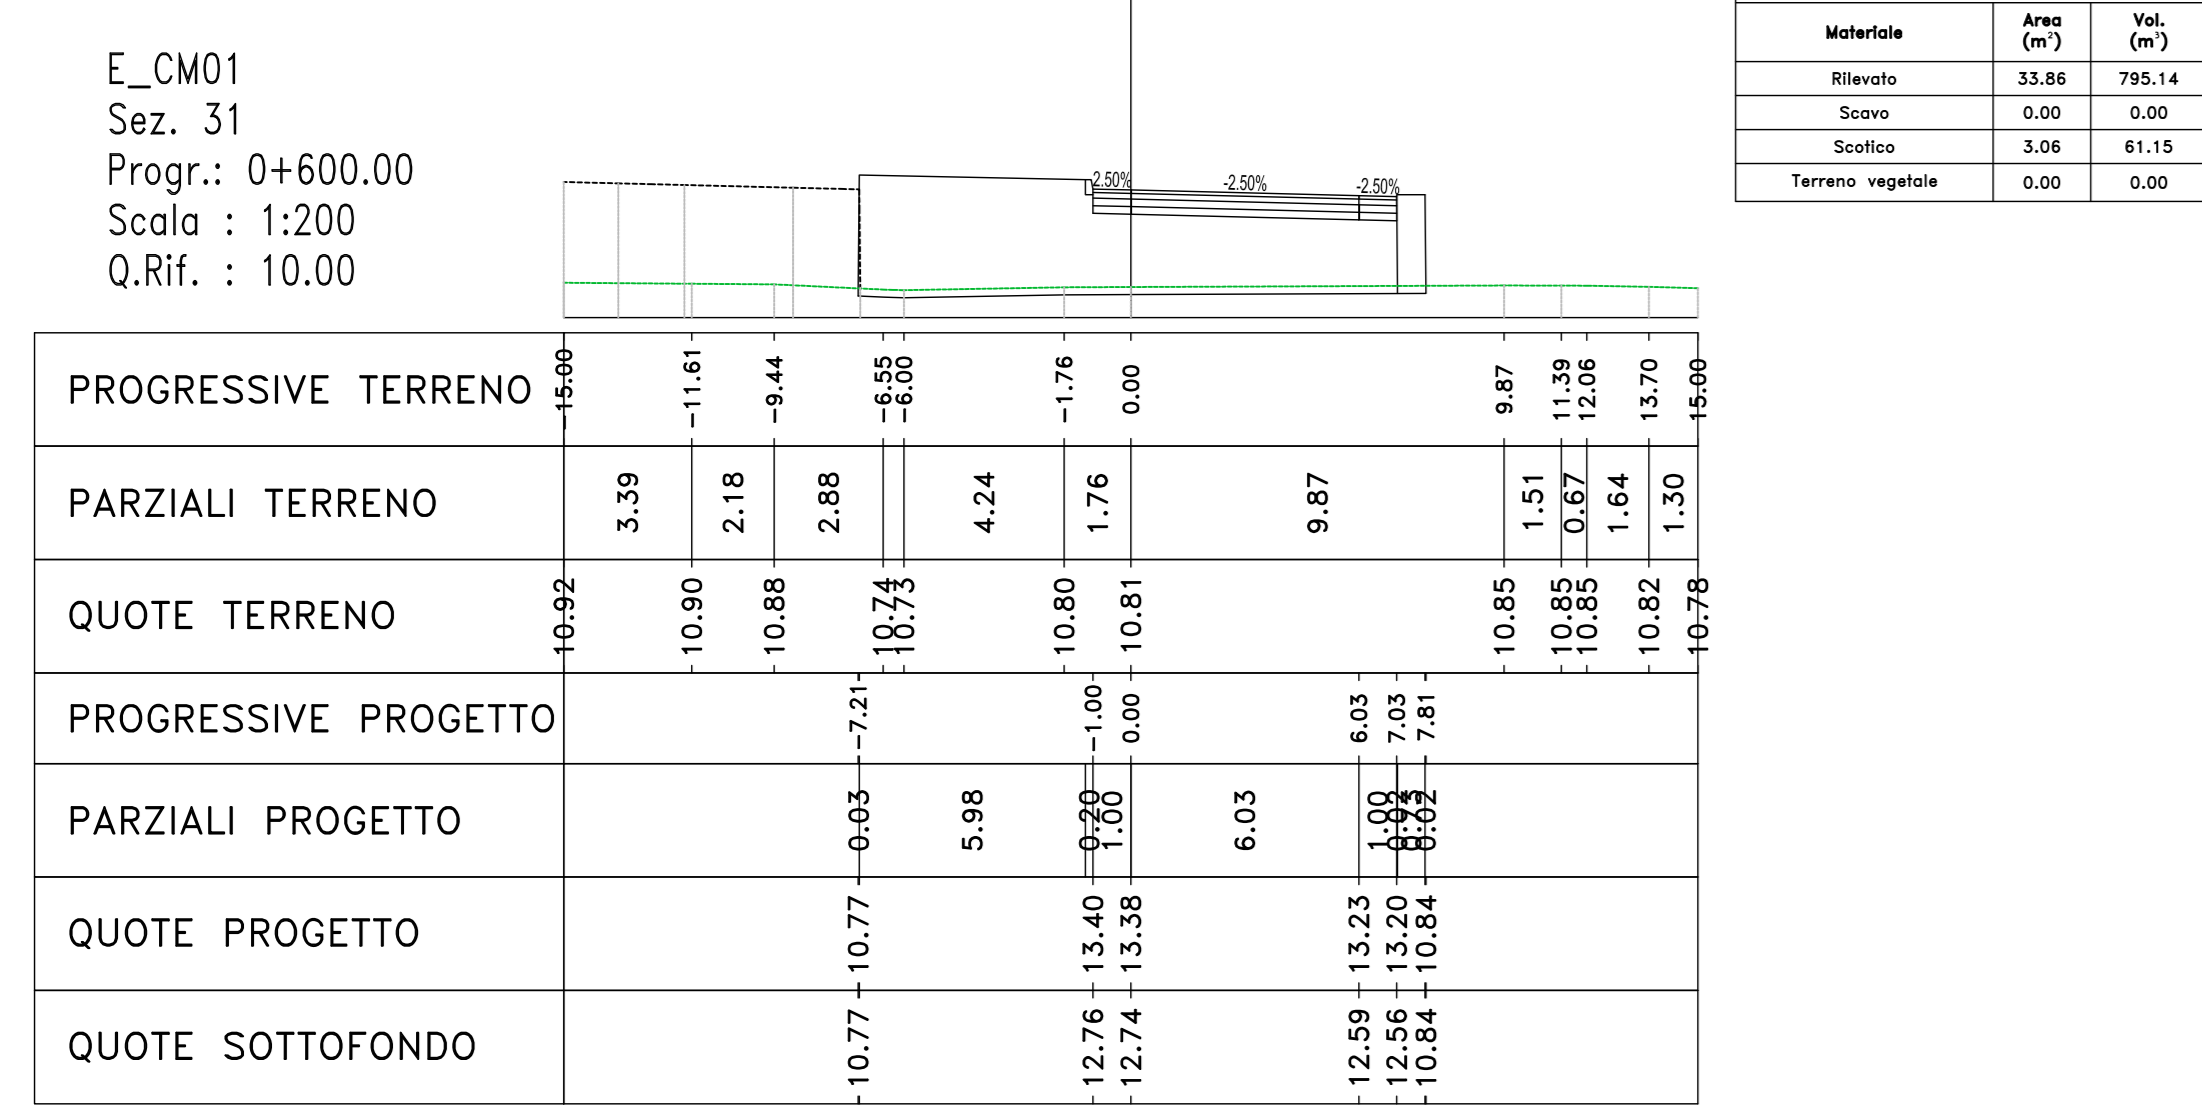 E_CM01
Sez. 31
Progr.: 0+600.00
Scala : 1:200
Q.Rif. : 10.00
Materiale Area (m²) Vol. (m³)
Rilevato 33.86 795.14
Scavo 0.00 0.00
Scotico 3.06 61.15
Terreno vegetale 0.00 0.00
2.50% -2.50% -2.50%
PROGRESSIVE TERRENO -15.00 -11.61 -9.44 -6.55 -6.00 -1.76 0.00 9.87 11.39 12.06 13.70 15.00
PARZIALI TERRENO 3.39 2.18 2.88 4.24 1.76 9.87 1.51 0.67 1.64 1.30
QUOTE TERRENO 10.92 10.90 10.88 10.74 10.73 10.80 10.81 10.85 10.85 10.85 10.82 10.78
PROGRESSIVE PROGETTO -7.21 -1.00 0.00 6.03 7.03 7.81
PARZIALI PROGETTO 0.03 5.98 0.20 1.00 6.03 1.00 0.02
QUOTE PROGETTO 10.77 13.40 13.38 13.23 13.20 10.84
QUOTE SOTTOFONDO 10.77 12.76 12.74 12.59 12.56 10.84